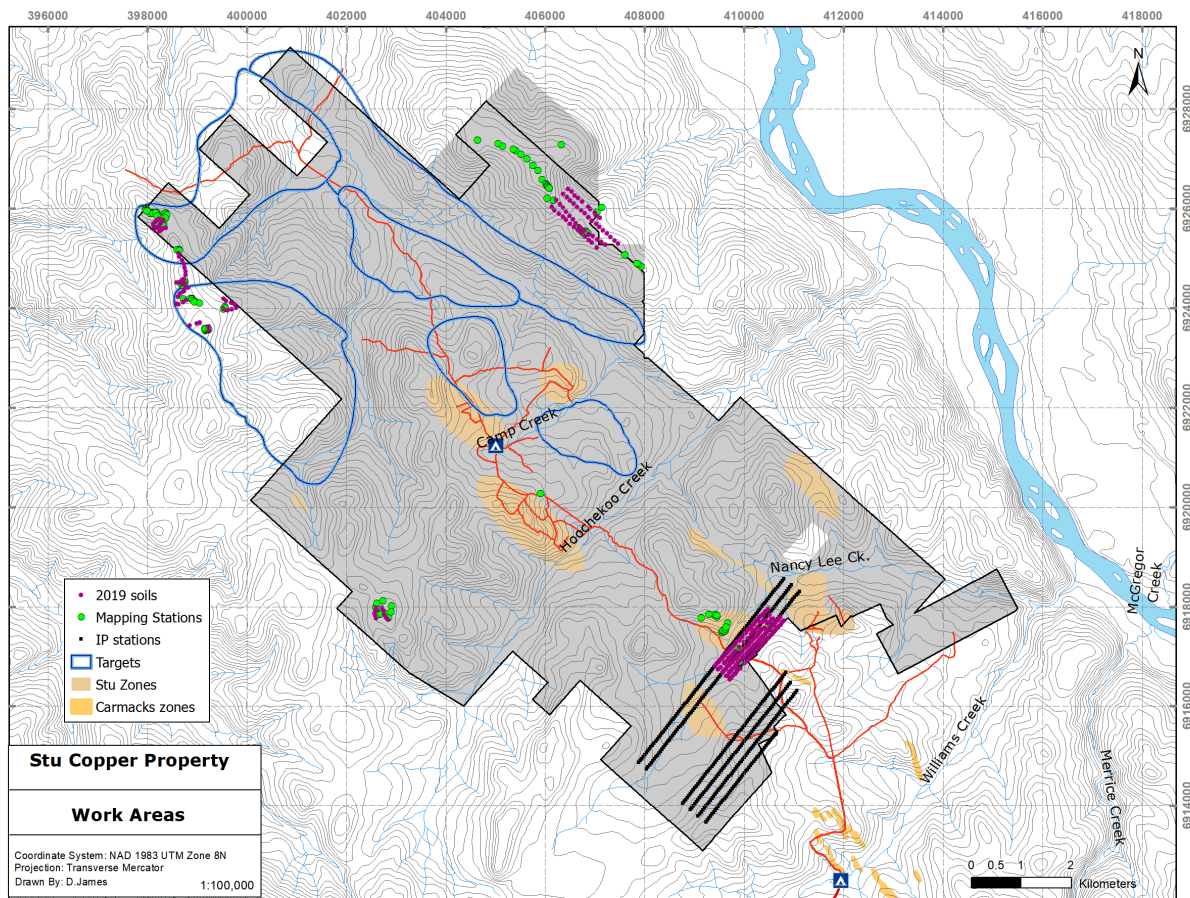 396000 398000 400000 402000 404000 406000 408000 410000 412000 414000 416000 418000
N
6928000
6926000
6924000
6922000
6920000
6918000
6916000
6914000
Camp Creek
Hoochekoo Creek
Nancy Lee Ck.
McGregor
Creek
Williams Creek
Merrice Creek
2019 soils
Mapping Stations
IP stations
Targets
Stu Zones
Carmacks zones
Stu Copper Property
Work Areas
Coordinate System: NAD 1983 UTM Zone 8N
Projection: Transverse Mercator
Drawn By: D.James
1:100,000
0 0.5 1 2
Kilometers